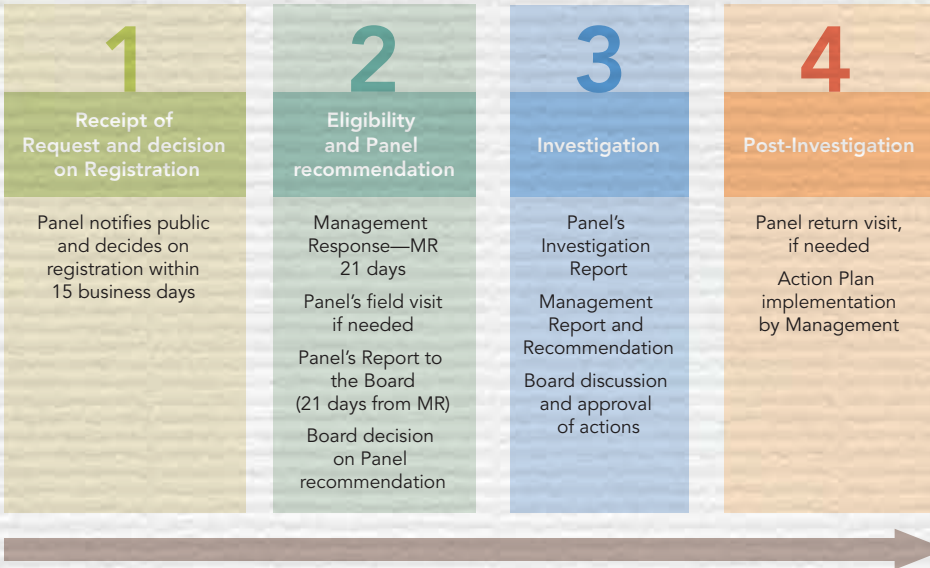 1
Receipt of
Request and decision
on Registration
Panel notifies public
and decides on
registration within
15 business days
2
Eligibility
and Panel
recommendation
Management
Response—MR
21 days
Panel's field visit
if needed
Panel's Report to
the Board
(21 days from MR)
Board decision
on Panel
recommendation
3
Investigation
Panel's
Investigation
Report
Management
Report and
Recommendation
Board discussion
and approval
of actions
4
Post-Investigation
Panel return visit,
if needed
Action Plan
implementation
by Management